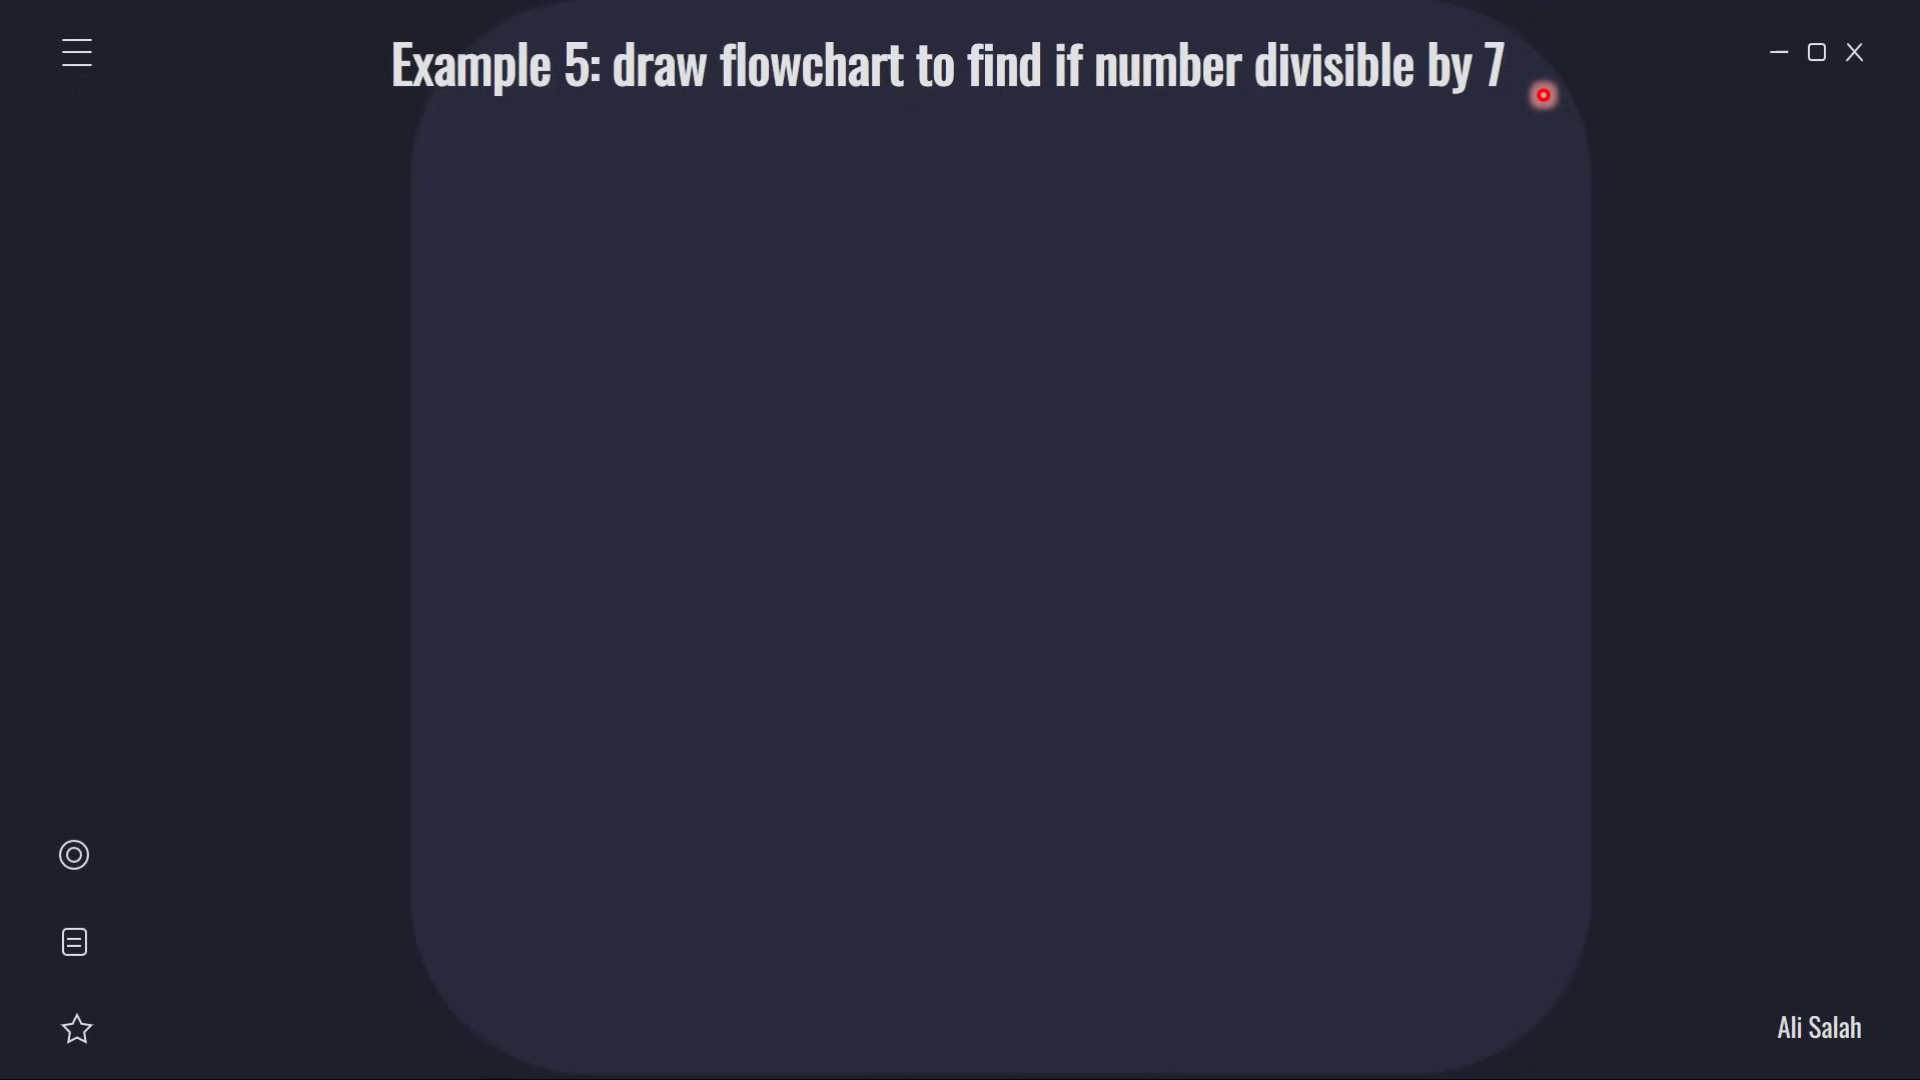 Example 5: draw flowchart to find if number divisible by 7
Ali Salah